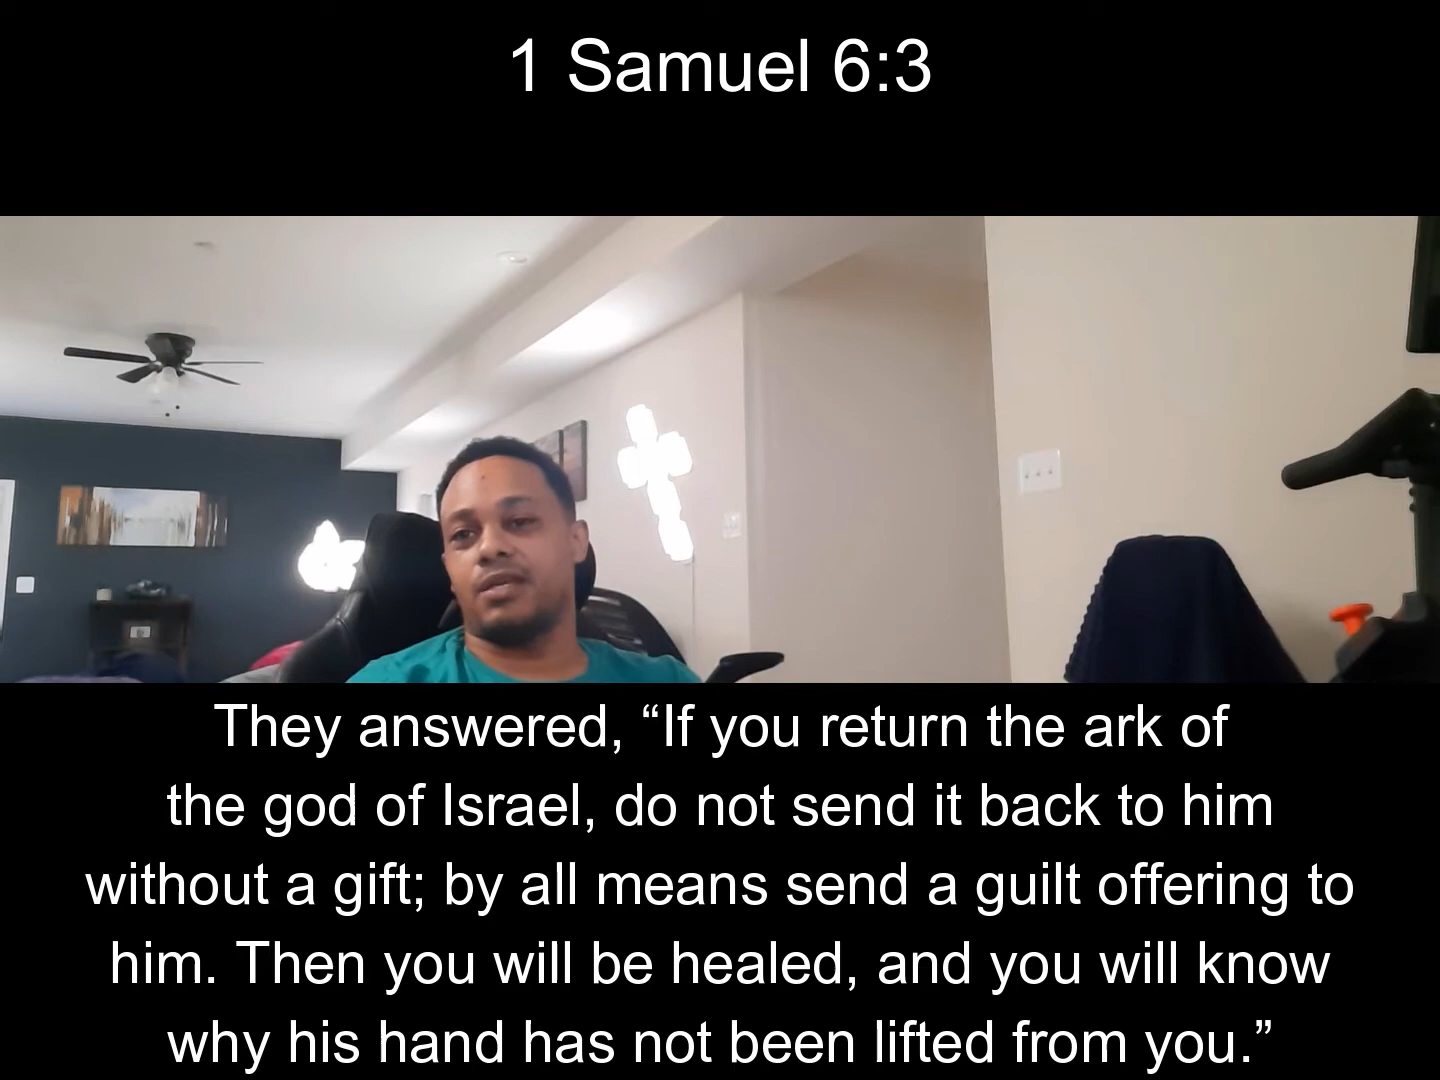 1 Samuel 6:3
They answered, “If you return the ark of
the god of Israel, do not send it back to him
without a gift; by all means send a guilt offering to
him. Then you will be healed, and you will know
why his hand has not been lifted from you.”